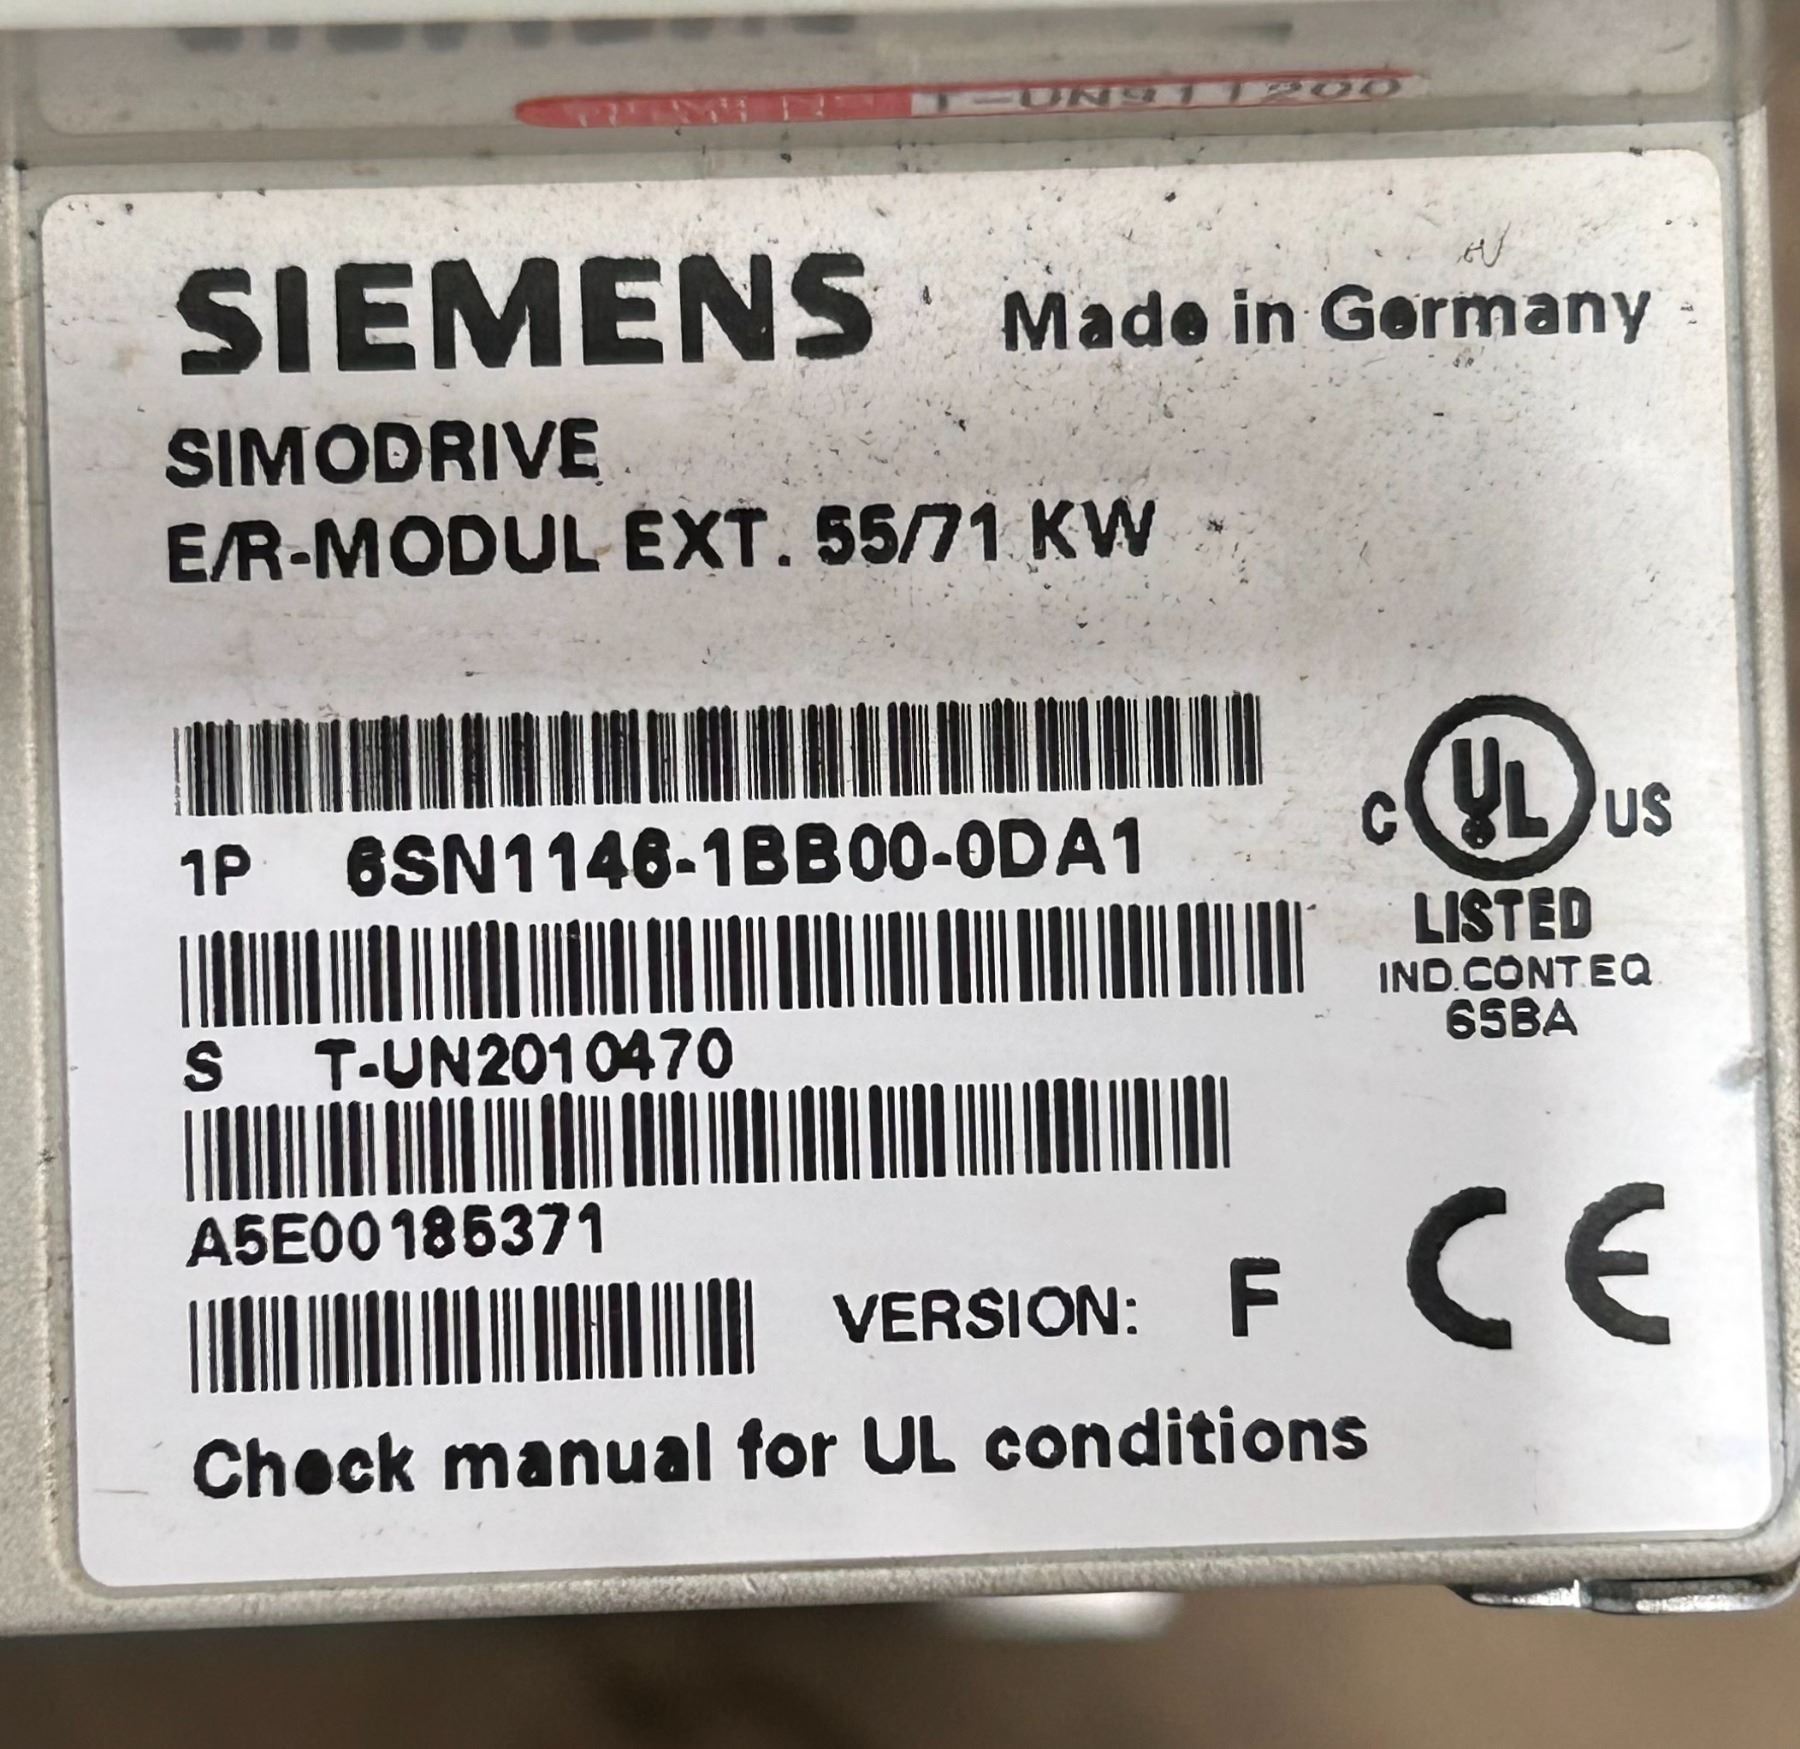 T-UN911200
SIEMENS Made in Germany
SIMODRIVE
E/R-MODUL EXT. 55/71 KW
1P 6SN1146-1BB00-0DA1
C UL US
LISTED
IND.CONT.EQ
65BA
S T-UN2010470
A5E00185371
VERSION: F
CE
Check manual for UL conditions